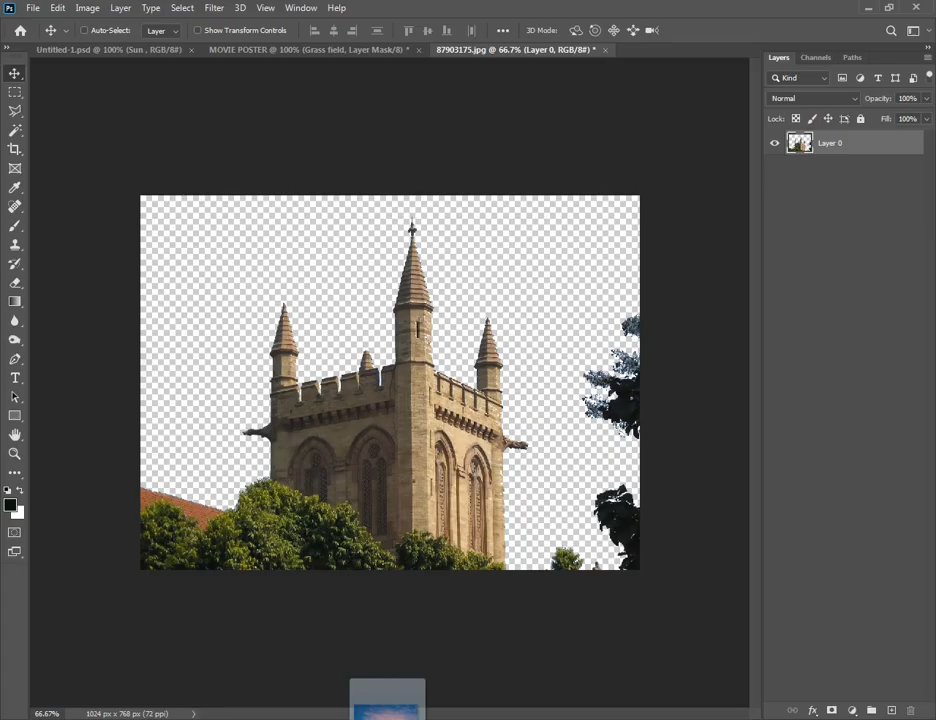 Ps File Edit Image Layer Type Select Filter 3D View Window Help
Auto-Select: Layer Show Transform Controls 3D Mode:
Untitled-1.psd @ 100% (Sun , RGB/8#) × MOVIE POSTER @ 100% (Grass field, Layer Mask/8) * × 87903175.jpg @ 66.7% (Layer 0, RGB/8#) * ×
Layers Channels Paths
Kind
Normal Opacity: 100%
Lock: Fill: 100%
Layer 0
66.67% 1024 px x 768 px (72 ppi)
fx